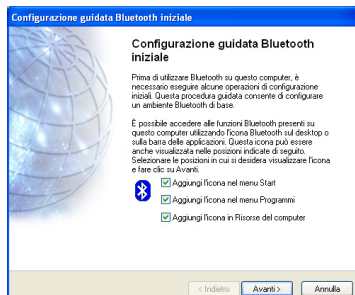 Configurazione guidata Bluetooth iniziale
Configurazione guidata Bluetooth
iniziale
Prima di utilizzare Bluetooth su questo computer, è
necessario eseguire alcune operazioni di configurazione
iniziali. Questa procedura guidata consente di configurare
un ambiente Bluetooth di base.
È possibile accedere alle funzioni Bluetooth presenti su
questo computer utilizzando l'icona Bluetooth sul desktop o
sulla barra delle applicazioni. Questa icona può essere
anche visualizzata nelle posizioni indicate di seguito.
Selezionare le posizioni in cui si desidera visualizzare l'icona
e fare clic su Avanti.
Aggiungi l'icona nel menu Start
Aggiungi l'icona nel menu Programmi
Aggiungi l'icona in Risorse del computer
< Indietro
Avanti >
Annulla